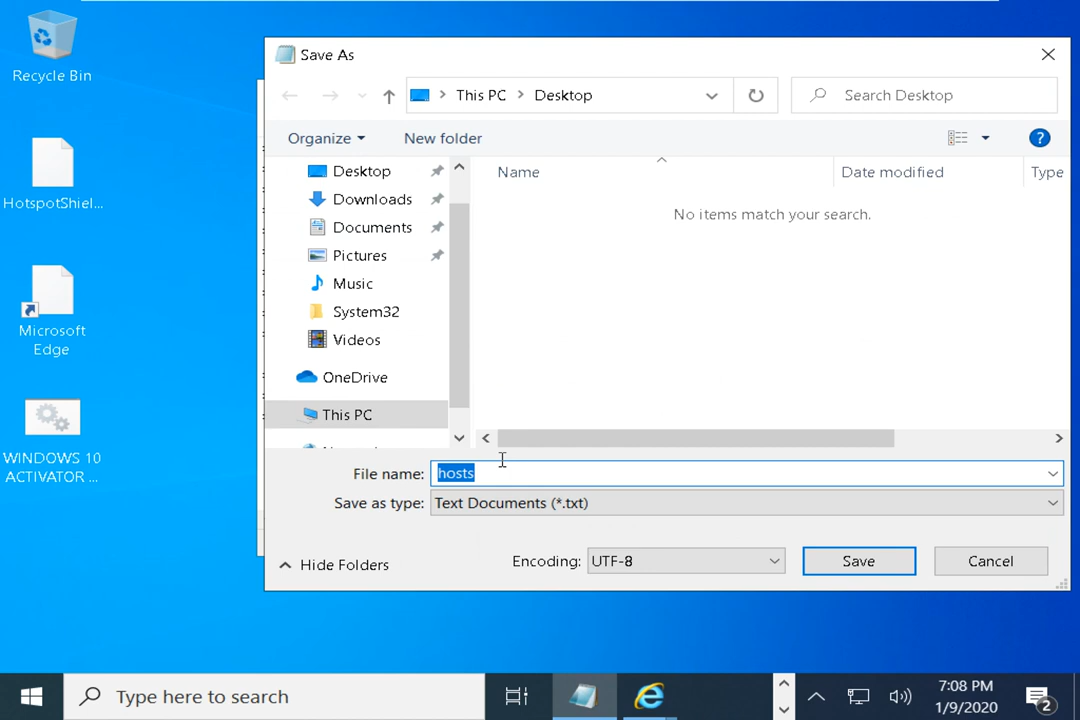 Recycle Bin
HotspotShiel...
Microsoft
Edge
WINDOWS 10
ACTIVATOR ...
Save As
This PC
Desktop
Search Desktop
Organize
New folder
?
Desktop
Downloads
Documents
Pictures
Music
System32
Videos
OneDrive
This PC
Name
Date modified
Type
No items match your search.
File name: hosts
Save as type: Text Documents (*.txt)
Hide Folders
Encoding: UTF-8
Save
Cancel
Type here to search
7:08 PM
1/9/2020
2